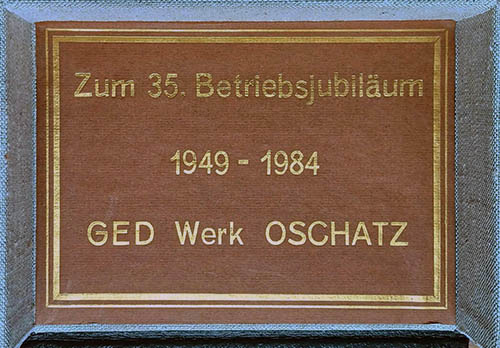 Zum 35. Betriebsjubiläum
1949 - 1984
GED Werk OSCHATZ